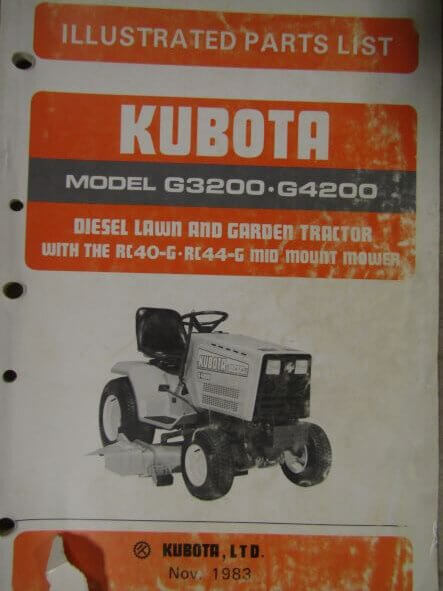 ILLUSTRATED PARTS LIST
KUBOTA
MODEL G3200·G4200
DIESEL LAWN AND GARDEN TRACTOR
WITH THE RC40-G·RC44-G MID MOUNT MOWER
KUBOTA
KUBOTA, LTD.
Nov. 1983